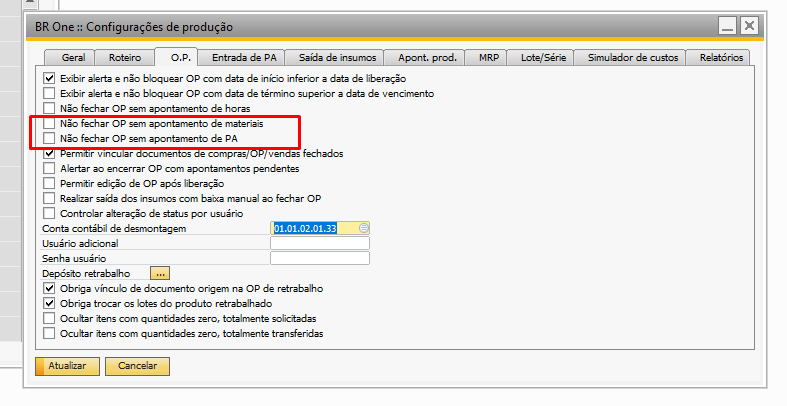 BR One :: Configurações de produção
Geral Roteiro O.P. Entrada de PA Saída de insumos Apont. prod. MRP Lote/Série Simulador de custos Relatórios
Exibir alerta e não bloquear OP com data de início inferior a data de liberação
Exibir alerta e não bloquear OP com data de término superior a data de vencimento
Não fechar OP sem apontamento de horas
Não fechar OP sem apontamento de materiais
Não fechar OP sem apontamento de PA
Permitir vincular documentos de compras/OP/vendas fechados
Alertar ao encerrar OP com apontamentos pendentes
Permitir edição de OP após liberação
Realizar saída dos insumos com baixa manual ao fechar OP
Controlar alteração de status por usuário
Conta contábil de desmontagem 01.01.02.01.33
Usuário adicional
Senha usuário
Depósito retrabalho ...
Obriga vínculo de documento origem na OP de retrabalho
Obriga trocar os lotes do produto retrabalhado
Ocultar itens com quantidades zero, totalmente solicitadas
Ocultar itens com quantidades zero, totalmente transferidas
Atualizar Cancelar